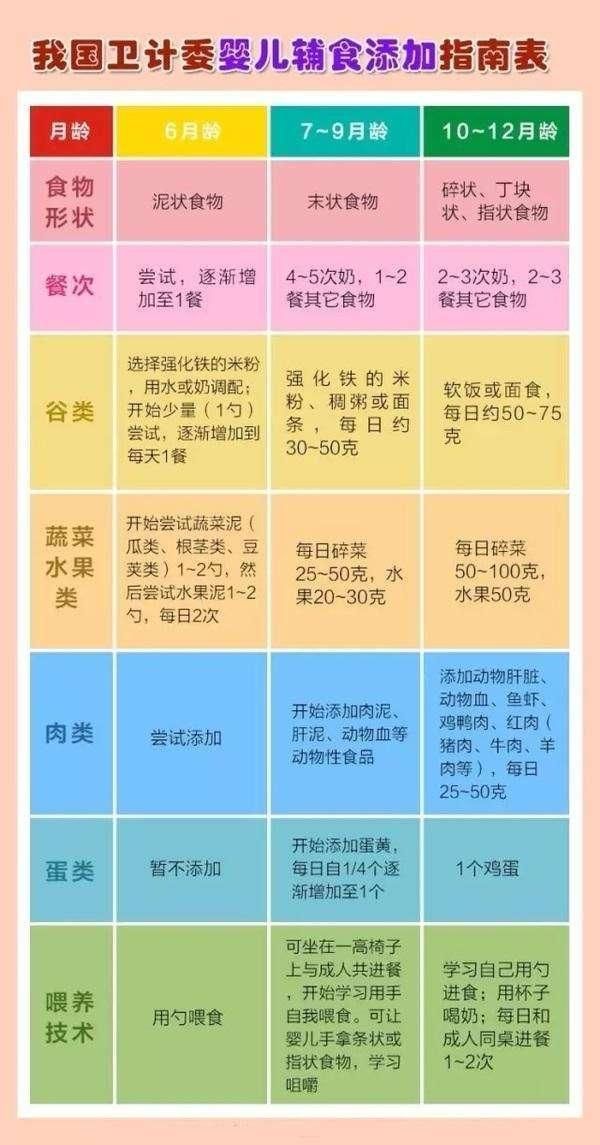 我国卫计委婴儿辅食添加指南表
月龄
6月龄
7~9月龄
10~12月龄
食物
形状
泥状食物
末状食物
碎状、丁块
状、指状食物
餐次
尝试，逐渐增
加至1餐
4~5次奶，1~2
餐其它食物
2~3次奶，2~3
餐其它食物
谷类
选择强化铁的米粉
，用水或奶调配；
开始少量（1勺）
尝试，逐渐增加到
每天1餐
强化铁的米
粉、稠粥或面
条，每日约
30~50克
软饭或面食，
每日约50~75
克
蔬菜
水果
类
开始尝试蔬菜泥（
瓜类、根茎类、豆
荚类）1~2勺，然
后尝试水果泥1~2
勺，每日2次
每日碎菜
25~50克，水
果20~30克
每日碎菜
50~100克，
水果50克
肉类
尝试添加
开始添加肉泥、
肝泥、动物血等
动物性食品
添加动物肝脏、
动物血、鱼虾、
鸡鸭肉、红肉（
猪肉、牛肉、羊
肉等），每日
25~50克
蛋类
暂不添加
开始添加蛋黄，
每日自1/4个逐
渐增加至1个
1个鸡蛋
喂养
技术
用勺喂食
可坐在一高椅子
上与成人共进餐
，开始学习用手
自我喂食。可让
婴儿手拿条状或
指状食物，学习
咀嚼
学习自己用勺
进食；用杯子
喝奶；每日和
成人同桌进餐
1~2次